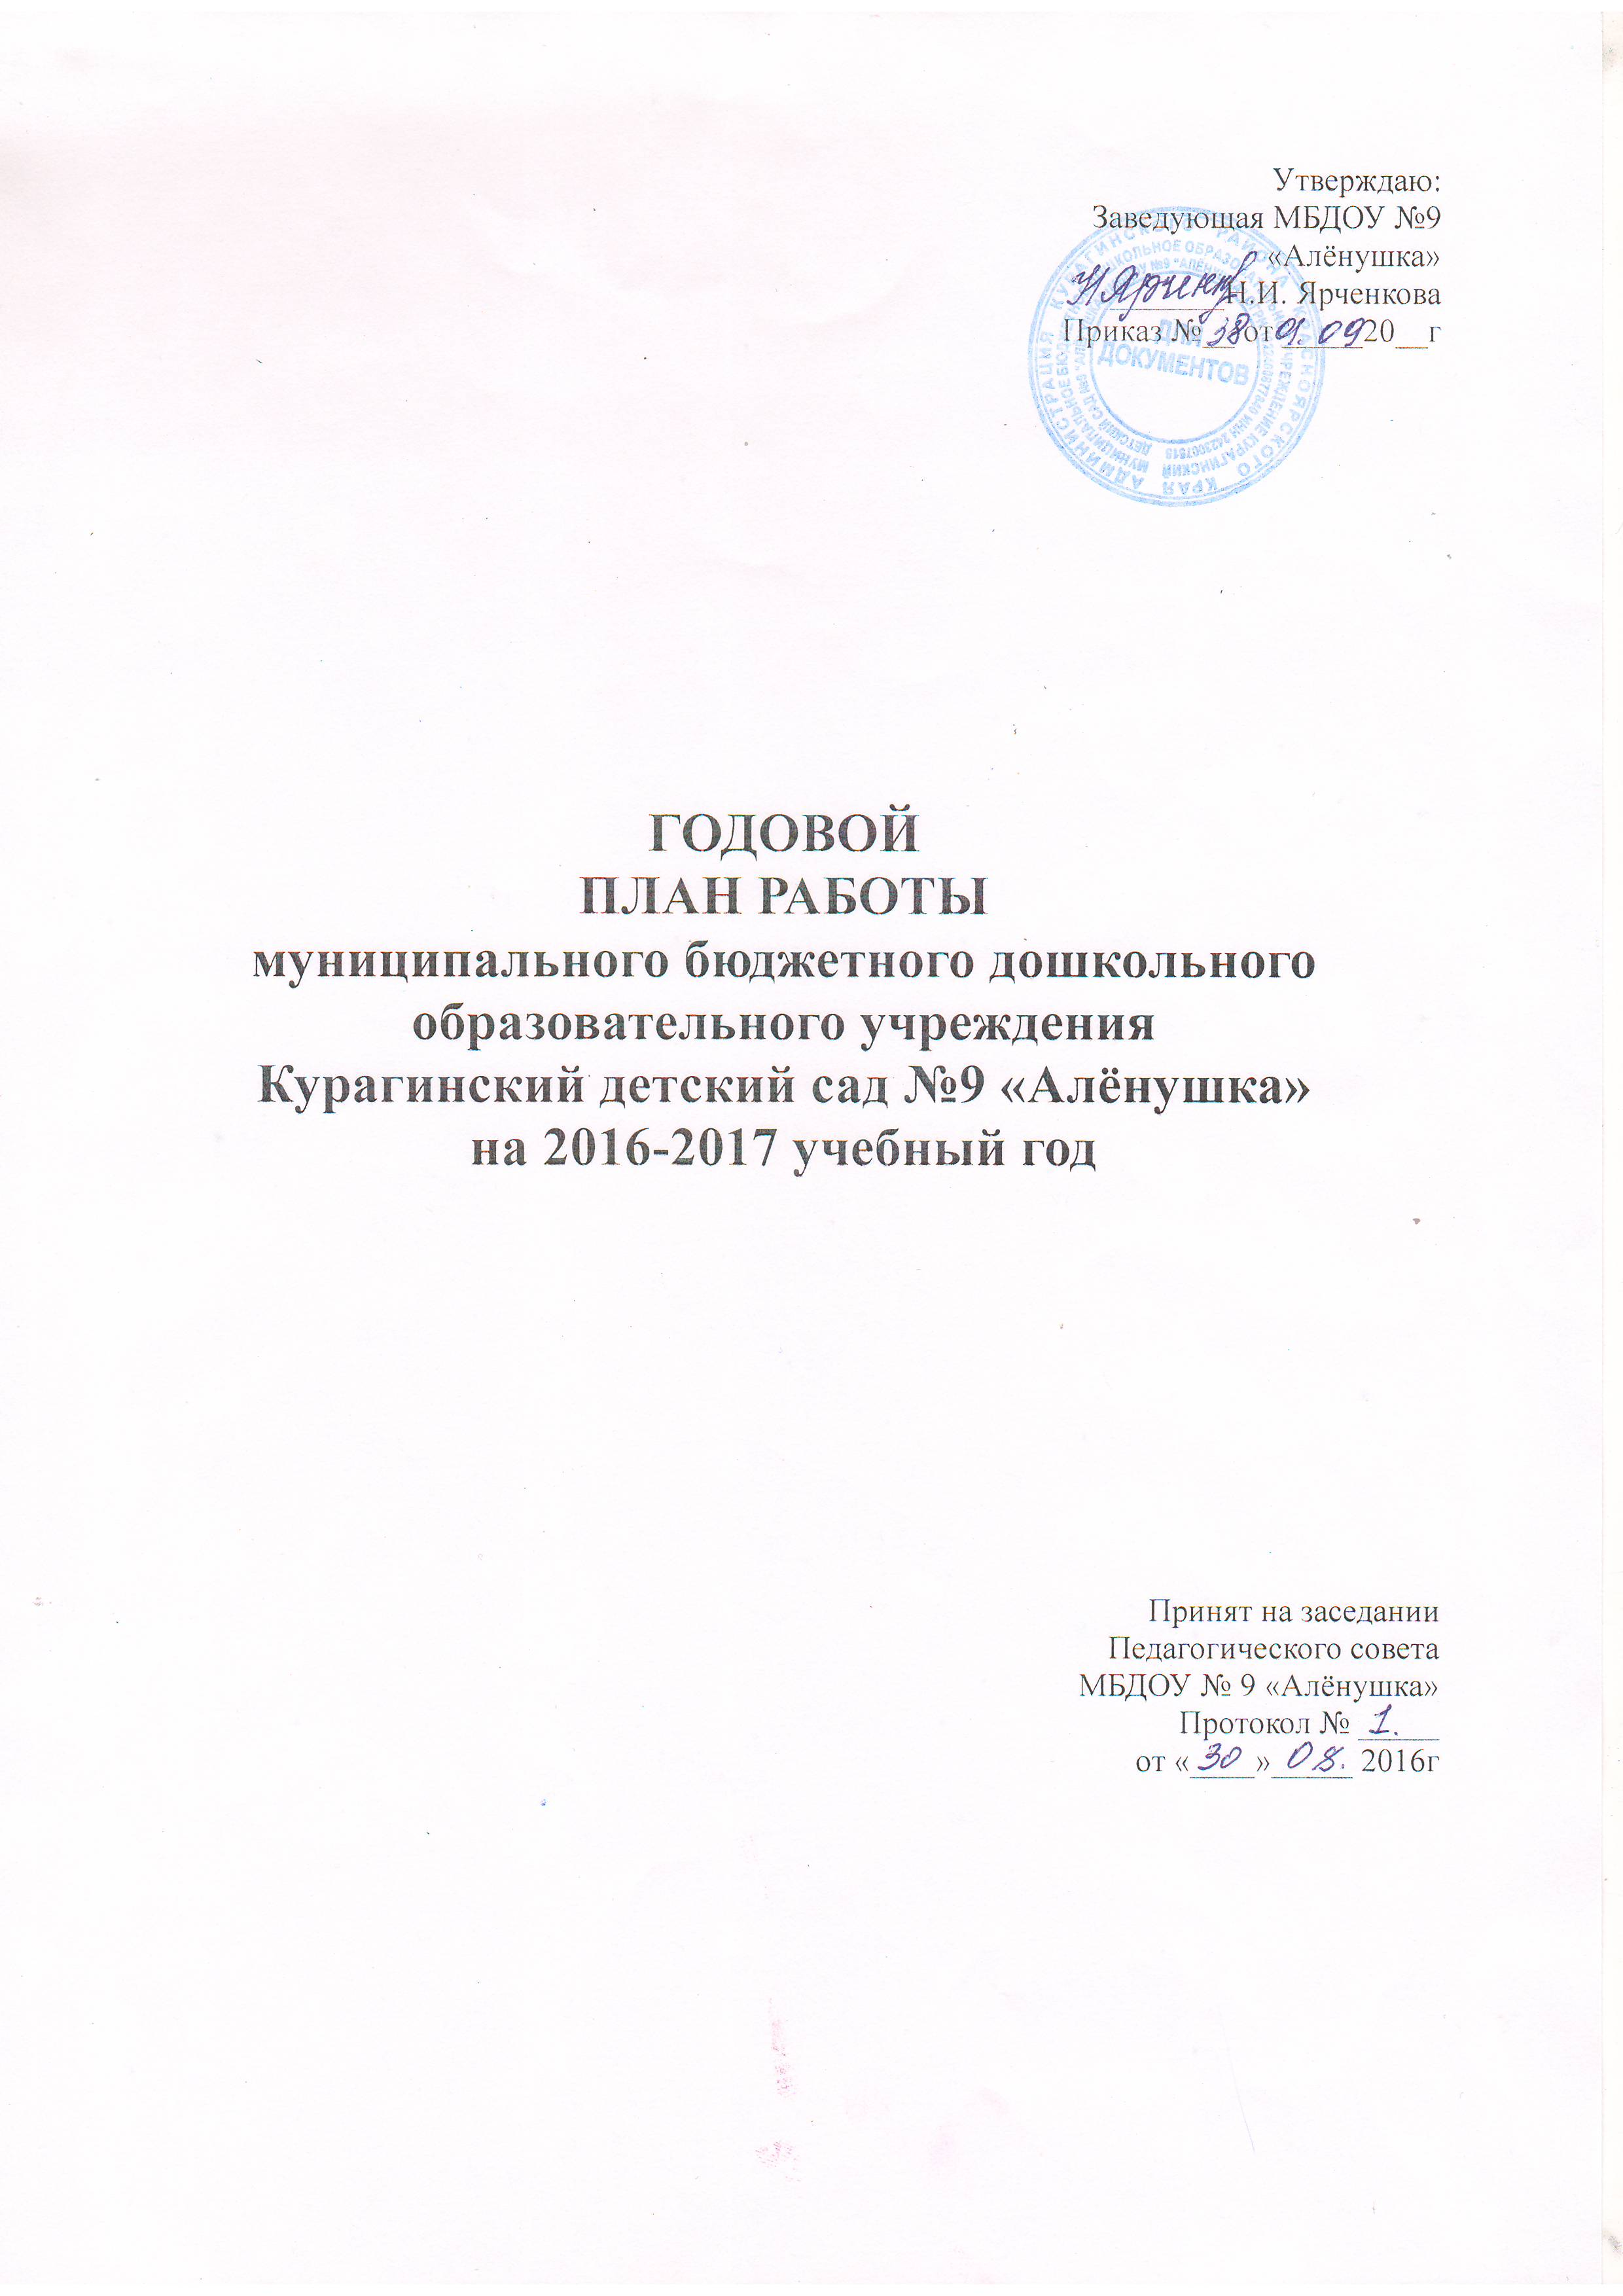 Утверждаю:
Заведующая МБДОУ №9
«Алёнушка»
Н.И. Ярченкова
Приказ № 38 от 01. 09 20__г
ДЛЯ
ДОКУМЕНТОВ
ГОДОВОЙ
ПЛАН РАБОТЫ
муниципального бюджетного дошкольного
образовательного учреждения
Курагинский детский сад №9 «Алёнушка»
на 2016-2017 учебный год
Принят на заседании
Педагогического совета
МБДОУ № 9 «Алёнушка»
Протокол № 1.
от «30» 08. 2016г